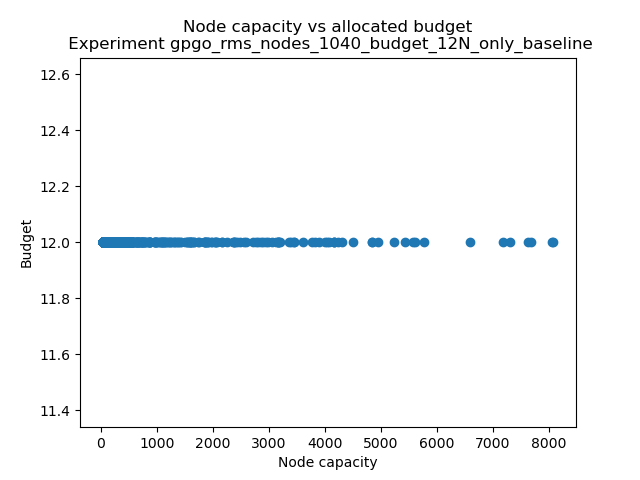 Node capacity vs allocated budget
Experiment gpgo_rms_nodes_1040_budget_12N_only_baseline
12.6
12.4
12.2
12.0
11.8
11.6
11.4
Budget
0 1000 2000 3000 4000 5000 6000 7000 8000
Node capacity